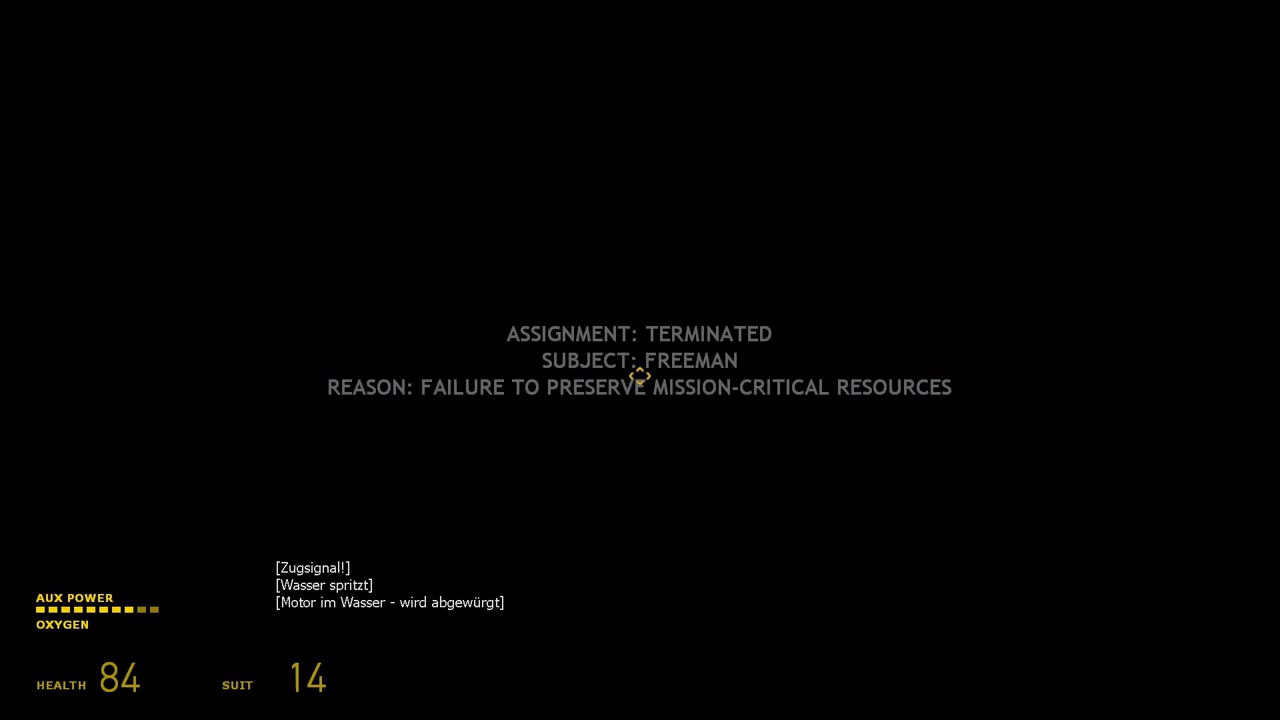 ASSIGNMENT: TERMINATED
SUBJECT: FREEMAN
REASON: FAILURE TO PRESERVE MISSION-CRITICAL RESOURCES
[Zugsignal!]
[Wasser spritzt]
[Motor im Wasser - wird abgewürgt]
AUX POWER
OXYGEN
HEALTH 84 SUIT 14